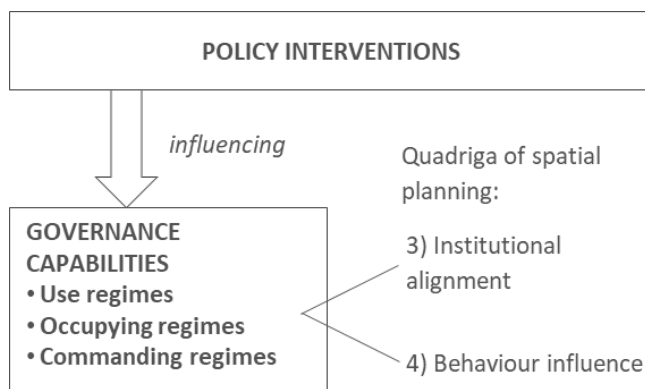 POLICY INTERVENTIONS
influencing
Quadriga of spatial
planning:
GOVERNANCE
CAPABILITIES
• Use regimes
• Occupying regimes
• Commanding regimes
3) Institutional
alignment
4) Behaviour influence